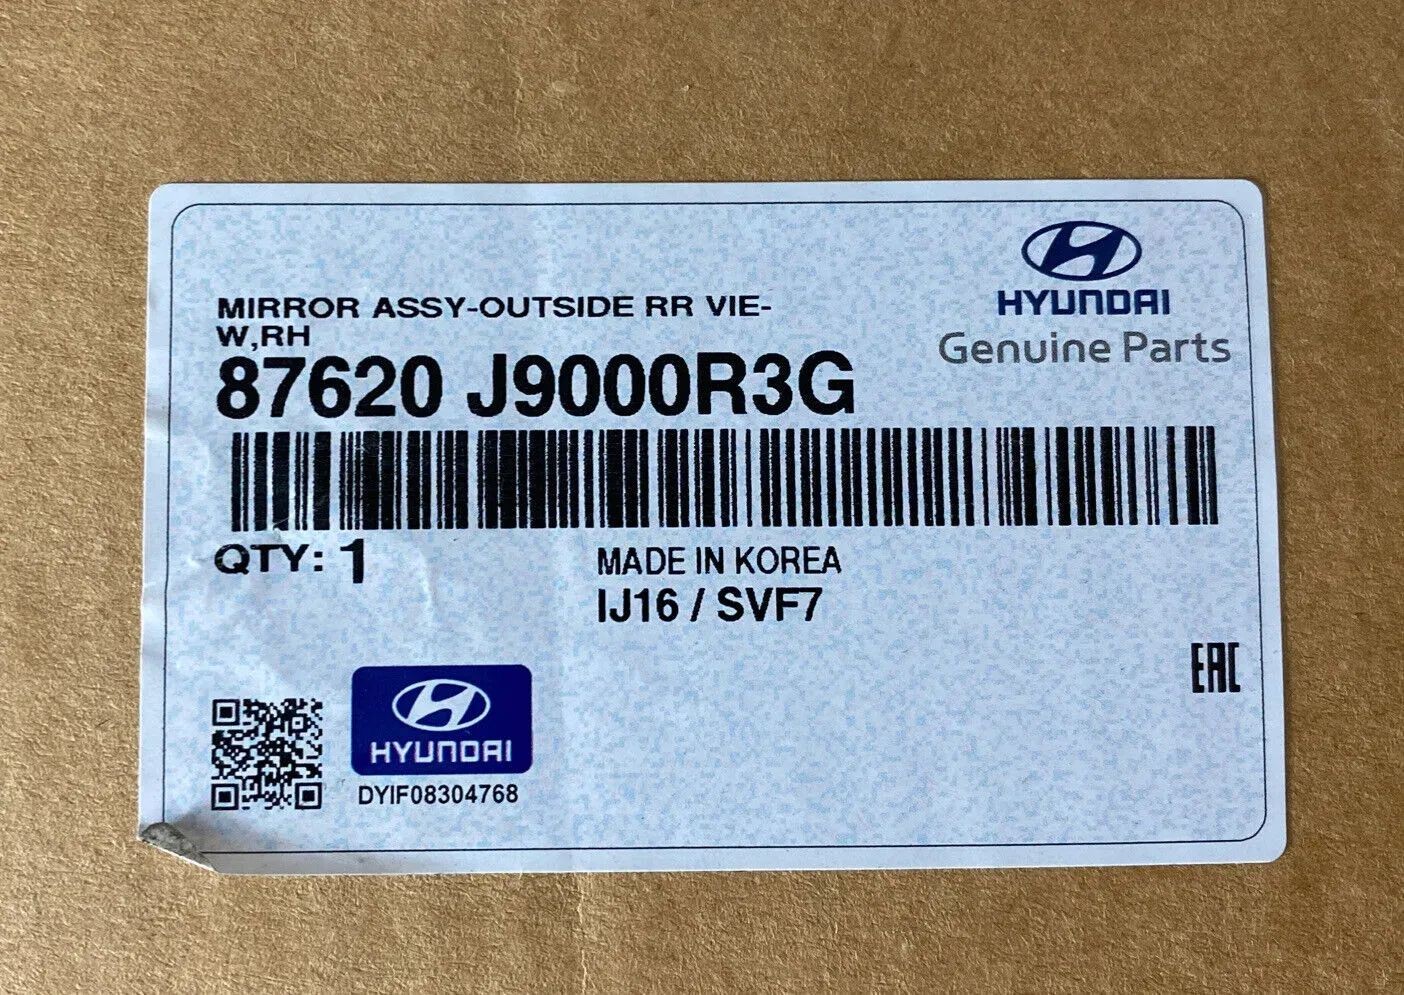 HYUNDAI
Genuine Parts
MIRROR ASSY-OUTSIDE RR VIE-
W,RH
87620 J9000R3G
QTY: 1
MADE IN KOREA
IJ16 / SVF7
EAC
HYUNDAI
DYIF08304768